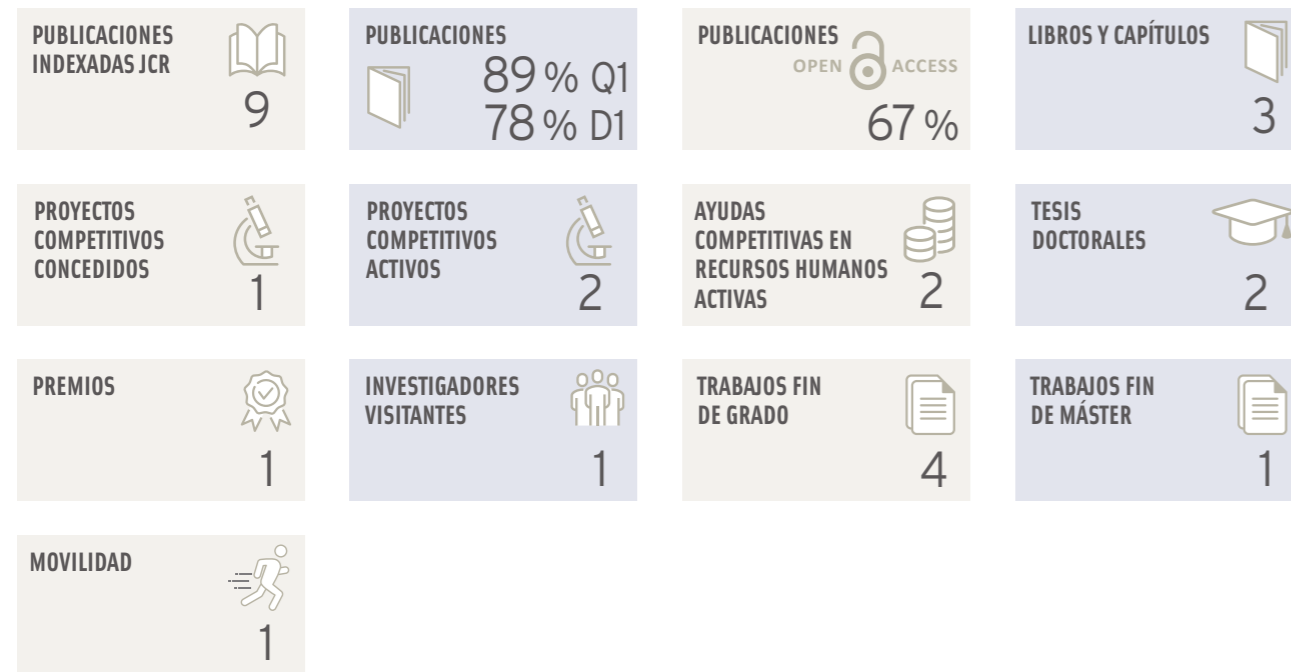 PUBLICACIONES
INDEXADAS JCR
9
PUBLICACIONES
89 % Q1
78 % D1
PUBLICACIONES
OPEN ACCESS
67 %
LIBROS Y CAPÍTULOS
3
PROYECTOS
COMPETITIVOS
CONCEDIDOS
1
PROYECTOS
COMPETITIVOS
ACTIVOS
2
AYUDAS
COMPETITIVAS EN
RECURSOS HUMANOS
ACTIVAS
2
TESIS
DOCTORALES
2
PREMIOS
1
INVESTIGADORES
VISITANTES
1
TRABAJOS FIN
DE GRADO
4
TRABAJOS FIN
DE MÁSTER
1
MOVILIDAD
1